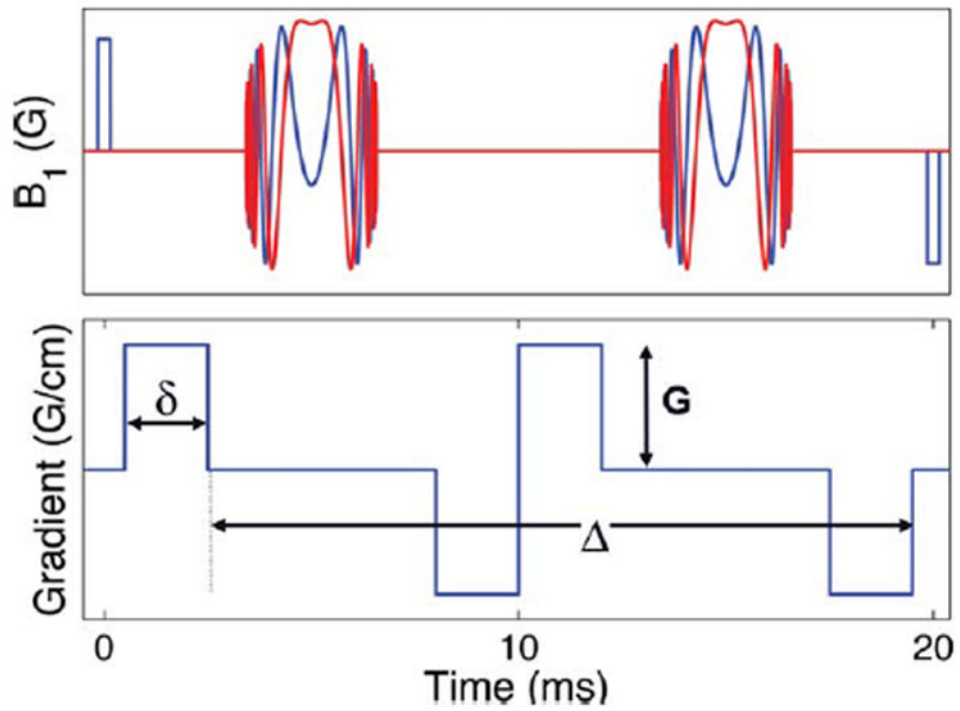 B1 (G)
Gradient (G/cm)
δ
G
Δ
0
10
20
Time (ms)